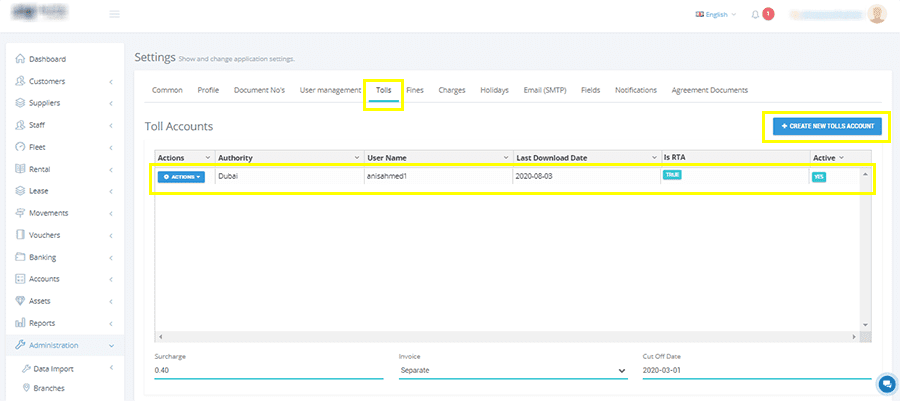 English
1
Dashboard
Customers
Suppliers
Staff
Fleet
Rental
Lease
Movements
Vouchers
Banking
Accounts
Assets
Reports
Administration
Data Import
Branches
Settings Show and change application settings.
Common Profile Document No's User management Tolls Fines Charges Holidays Email (SMTP) Fields Notifications Agreement Documents
Toll Accounts
+ CREATE NEW TOLLS ACCOUNT
Actions Authority User Name Last Download Date Is RTA Active
ACTIONS Dubai anisahmed1 2020-08-03 TRUE YES
Surcharge Invoice Cut Off Date
0.40 Separate 2020-03-01